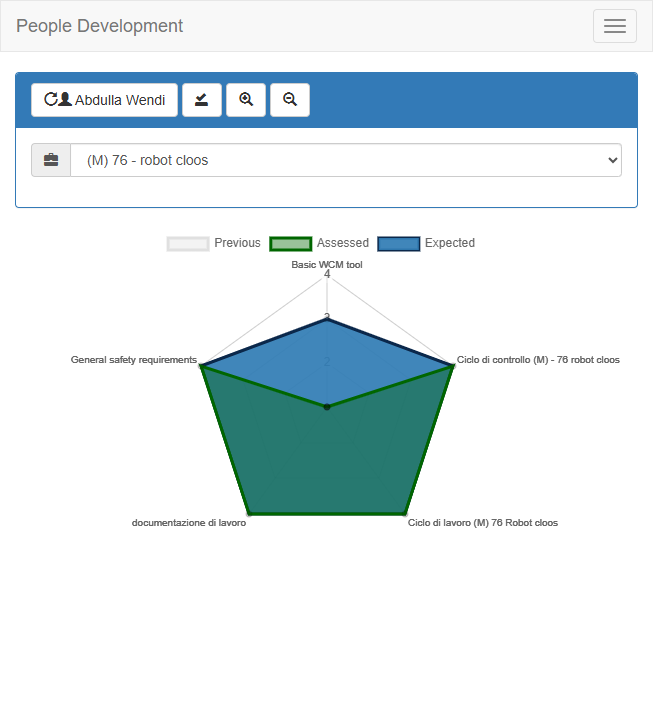 People Development
Abdulla Wendi
(M) 76 - robot cloos
Previous Assessed Expected
Basic WCM tool
4
3
2
General safety requirements
Ciclo di controllo (M) - 76 robot cloos
documentazione di lavoro
Ciclo di lavoro (M) 76 Robot cloos